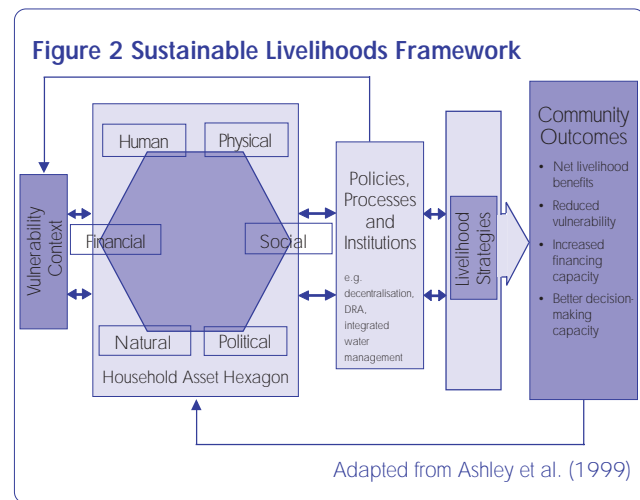 Figure 2 Sustainable Livelihoods Framework
Vulnerability
Context
Human
Physical
Financial
Social
Natural
Political
Household Asset Hexagon
Policies,
Processes
and
Institutions
e.g.
decentralisation,
DRA,
integrated
water
management
Livelihood
Strategies
Community
Outcomes
• Net livelihood
benefits
• Reduced
vulnerability
• Increased
financing
capacity
• Better decision-
making
capacity
Adapted from Ashley et al. (1999)